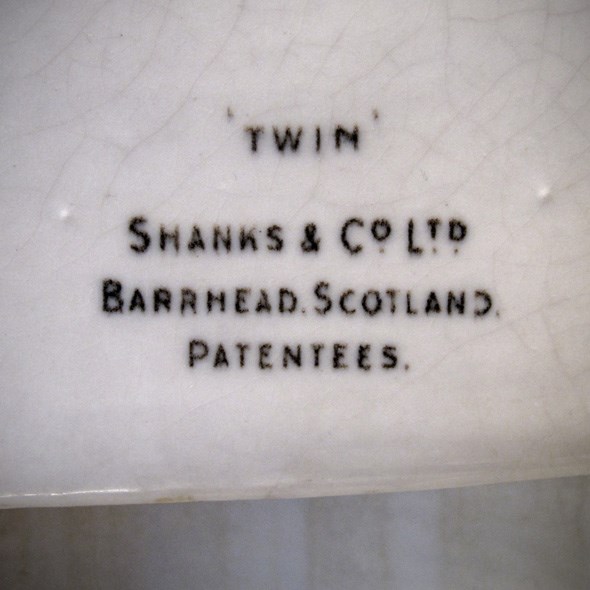 'TWIN'
SHANKS & Co LTD
BARRHEAD. SCOTLAND.
PATENTEES.